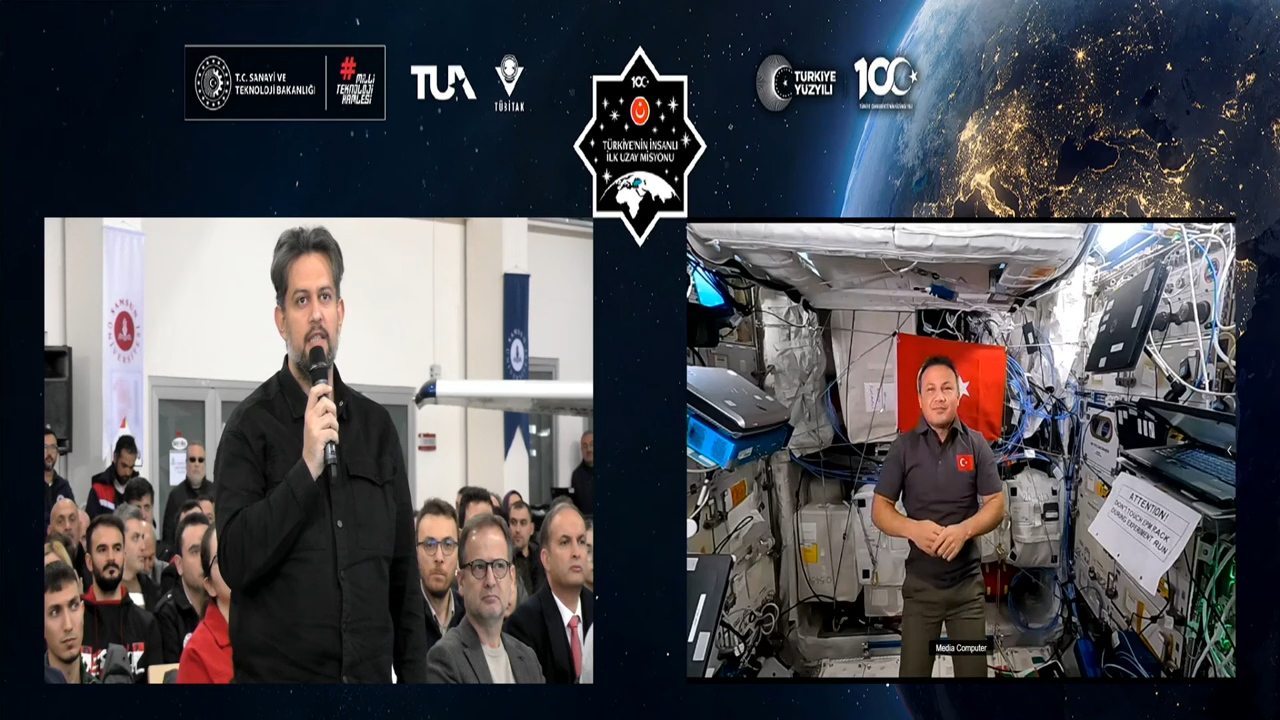 T.C. SANAYİ VE
TEKNOLOJİ BAKANLIĞI
#
MİLLİ
TEKNOLOJİ
HAMLESİ
TUA
TÜBİTAK
100
TÜRKİYE'NİN İNSANLI
İLK UZAY MİSYONU
TÜRKİYE
YÜZYILI
100
ATTENTION!
DON'T TOUCH EPM RACK
DURING EXPERIMENT
RUN
Media Computer